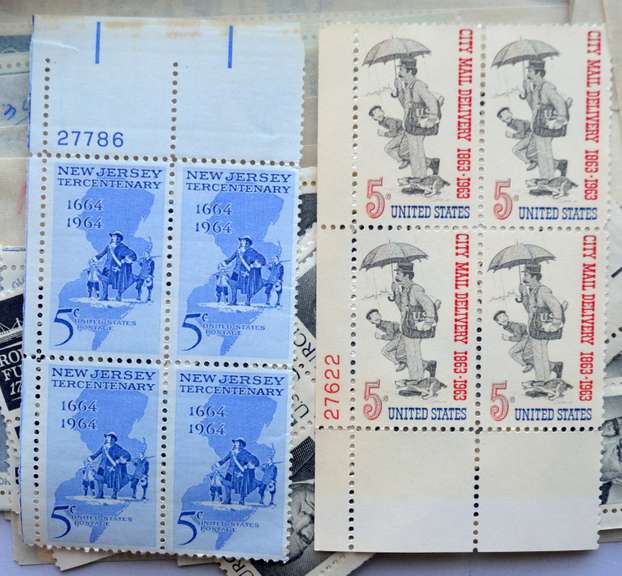 27786
NEW JERSEY
TERCENTENARY
1664
1964
5c
UNITED STATES
POSTAGE
NEW JERSEY
TERCENTENARY
1664
1964
5c
UNITED STATES
POSTAGE
NEW JERSEY
TERCENTENARY
1664
1964
5c
UNITED STATES
POSTAGE
NEW JERSEY
TERCENTENARY
1664
1964
5c
UNITED STATES
POSTAGE
CITY MAIL DELIVERY 1863·1963
5c
UNITED STATES
CITY MAIL DELIVERY 1863·1963
5c
UNITED STATES
CITY MAIL DELIVERY 1863·1963
5c
UNITED STATES
CITY MAIL DELIVERY 1863·1963
5c
UNITED STATES
27622